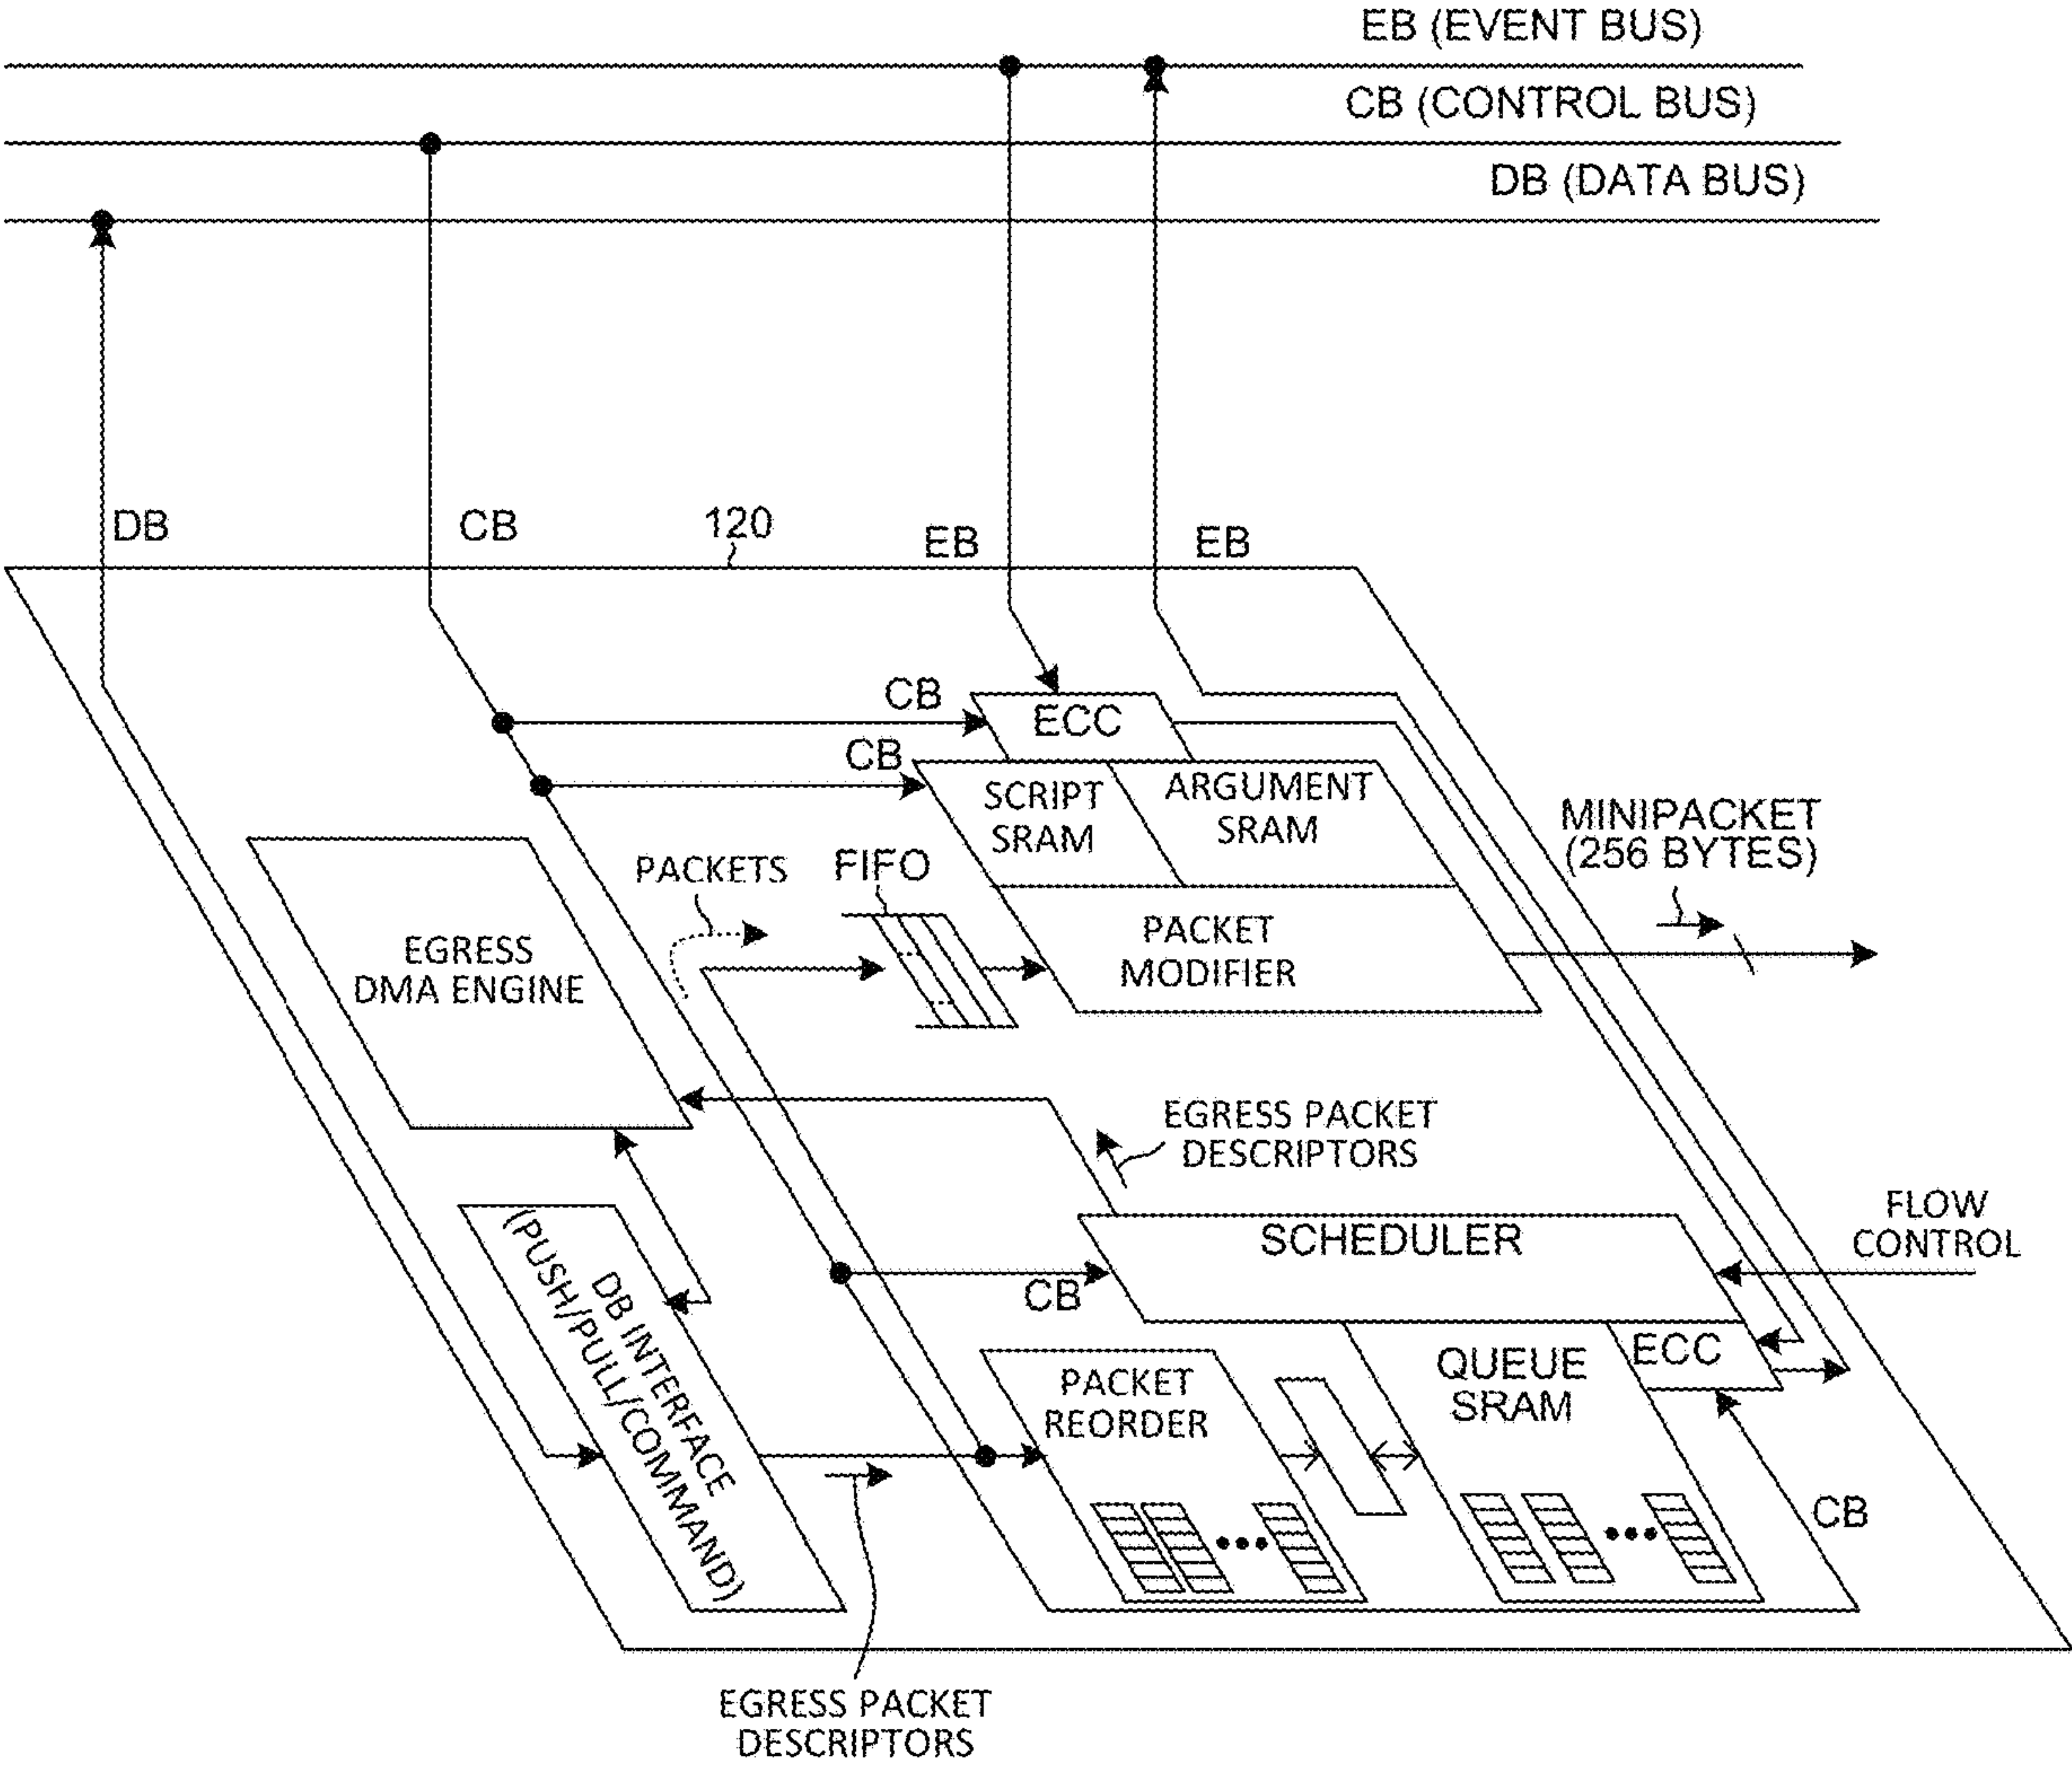 EB (EVENT BUS)
CB (CONTROL BUS)
DB (DATA BUS)
DB
CB
120
EB
EB
CB
ECC
CB
SCRIPT
SRAM
ARGUMENT
SRAM
MINIPACKET
(256 BYTES)
PACKETS
FIFO
EGRESS
DMA ENGINE
PACKET
MODIFIER
EGRESS PACKET
DESCRIPTORS
SCHEDULER
FLOW
CONTROL
CB
DB INTERFACE
(PUSH/PULL/COMMAND)
PACKET
REORDER
QUEUE
SRAM
ECC
CB
EGRESS PACKET
DESCRIPTORS